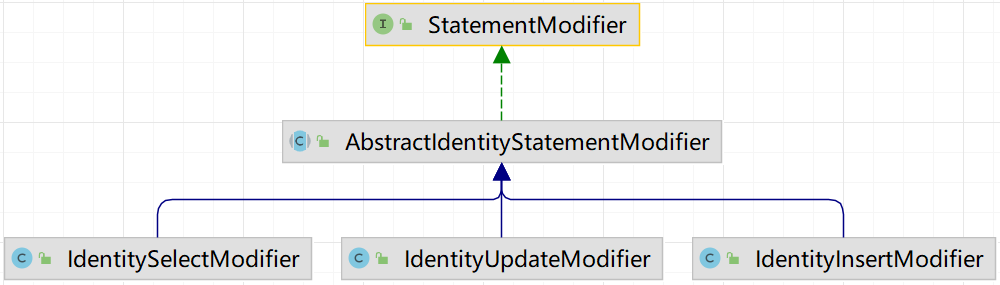 I StatementModifier
C AbstractIdentityStatementModifier
C IdentitySelectModifier
C IdentityUpdateModifier
C IdentityInsertModifier